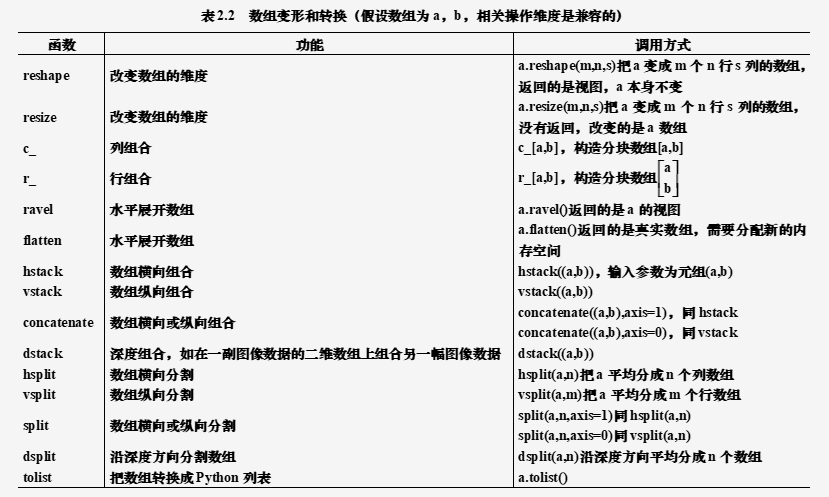 表2.2 数组变形和转换（假设数组为 a，b，相关操作维度是兼容的）
函数 功能 调用方式
reshape 改变数组的维度 a.reshape(m,n,s)把 a 变成 m 个 n 行 s 列的数组，
返回的是视图，a 本身不变
resize 改变数组的维度 a.resize(m,n,s)把 a 变成 m 个 n 行 s 列的数组，
没有返回，改变的是 a 数组
c_ 列组合 c_[a,b]，构造分块数组[a,b]
r_ 行组合 r_[a,b]，构造分块数组[a
b]
ravel 水平展开数组 a.ravel()返回的是 a 的视图
flatten 水平展开数组 a.flatten()返回的是真实数组，需要分配新的内
存空间
hstack 数组横向组合 hstack((a,b))，输入参数为元组(a,b)
vstack 数组纵向组合 vstack((a,b))
concatenate 数组横向或纵向组合 concatenate((a,b),axis=1)，同 hstack
concatenate((a,b),axis=0)，同 vstack
dstack 深度组合，如在一副图像数据的二维数组上组合另一幅图像数据 dstack((a,b))
hsplit 数组横向分割 hsplit(a,n)把 a 平均分成 n 个列数组
vsplit 数组纵向分割 vsplit(a,m)把 a 平均分成 m 个行数组
split 数组横向或纵向分割 split(a,n,axis=1)同 hsplit(a,n)
split(a,n,axis=0)同 vsplit(a,n)
dsplit 沿深度方向分割数组 dsplit(a,n)沿深度方向平均分成 n 个数组
tolist 把数组转换成 Python 列表 a.tolist()